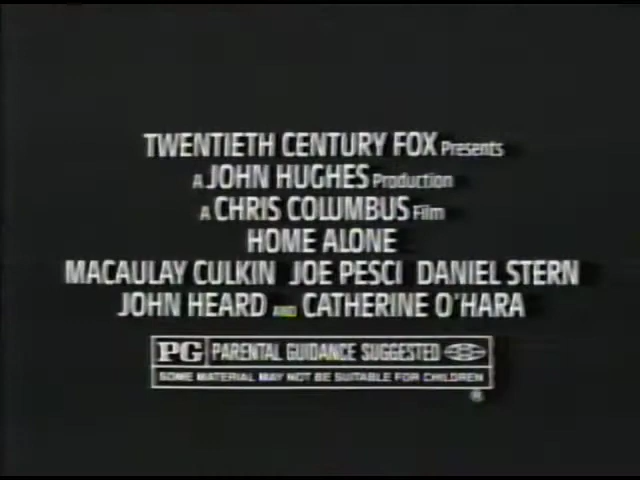 TWENTIETH CENTURY FOX Presents
A JOHN HUGHES Production
A CHRIS COLUMBUS Film
HOME ALONE
MACAULAY CULKIN JOE PESCI DANIEL STERN
JOHN HEARD AND CATHERINE O'HARA
PG PARENTAL GUIDANCE SUGGESTED
SOME MATERIAL MAY NOT BE SUITABLE FOR CHILDREN
®